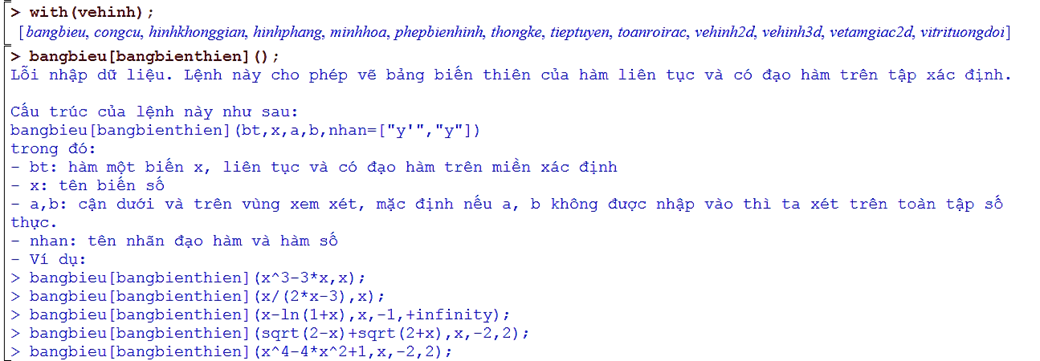 > with(vehinh);
[bangbieu, congcu, hinhkhonggian, hinhphang, minhhoa, phepbienhinh, thongke, tieptuyen, toanroirac, vehinh2d, vehinh3d, vetamgiac2d, vitrituongdoi]
> bangbieu[bangbienthien]();
Lỗi nhập dữ liệu. Lệnh này cho phép vẽ bảng biến thiên của hàm liên tục và có đạo hàm trên tập xác định.
Cấu trúc của lệnh này như sau:
bangbieu[bangbienthien](bt,x,a,b,nhan=["y'","y"])
trong đó:
- bt: hàm một biến x, liên tục và có đạo hàm trên miền xác định
- x: tên biến số
- a,b: cận dưới và trên vùng xem xét, mặc định nếu a, b không được nhập vào thì ta xét trên toàn tập số
thực.
- nhan: tên nhãn đạo hàm và hàm số
- Ví dụ:
> bangbieu[bangbienthien](x^3-3*x,x);
> bangbieu[bangbienthien](x/(2*x-3),x);
> bangbieu[bangbienthien](x-ln(1+x),x,-1,+infinity);
> bangbieu[bangbienthien](sqrt(2-x)+sqrt(2+x),x,-2,2);
> bangbieu[bangbienthien](x^4-4*x^2+1,x,-2,2);